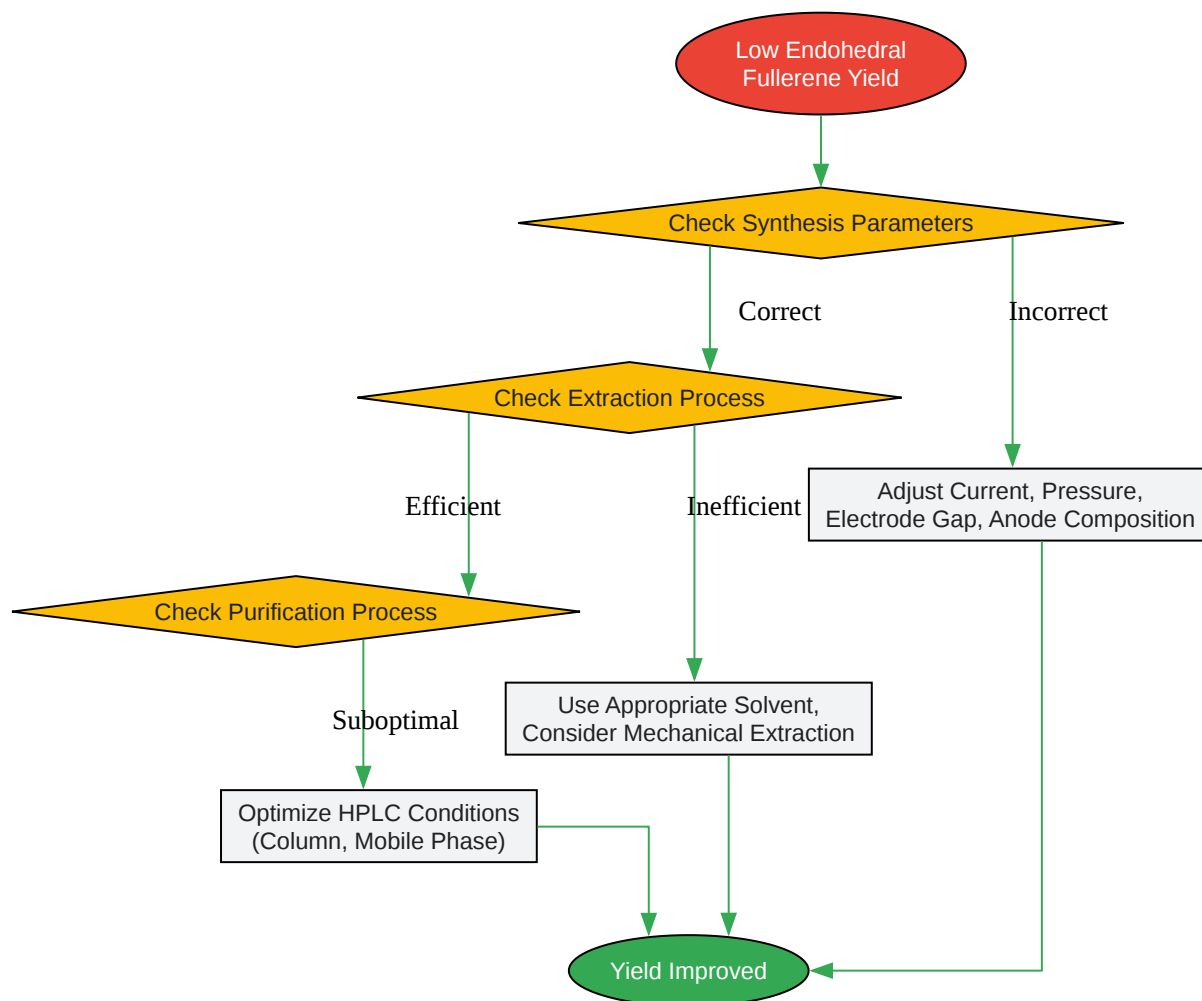 Low Endohedral
Fullerene Yield
Check Synthesis Parameters
Correct
Incorrect
Check Extraction Process
Adjust Current, Pressure,
Electrode Gap, Anode Composition
Efficient
Inefficient
Check Purification Process
Use Appropriate Solvent,
Consider Mechanical Extraction
Suboptimal
Optimize HPLC Conditions
(Column, Mobile Phase)
Yield Improved